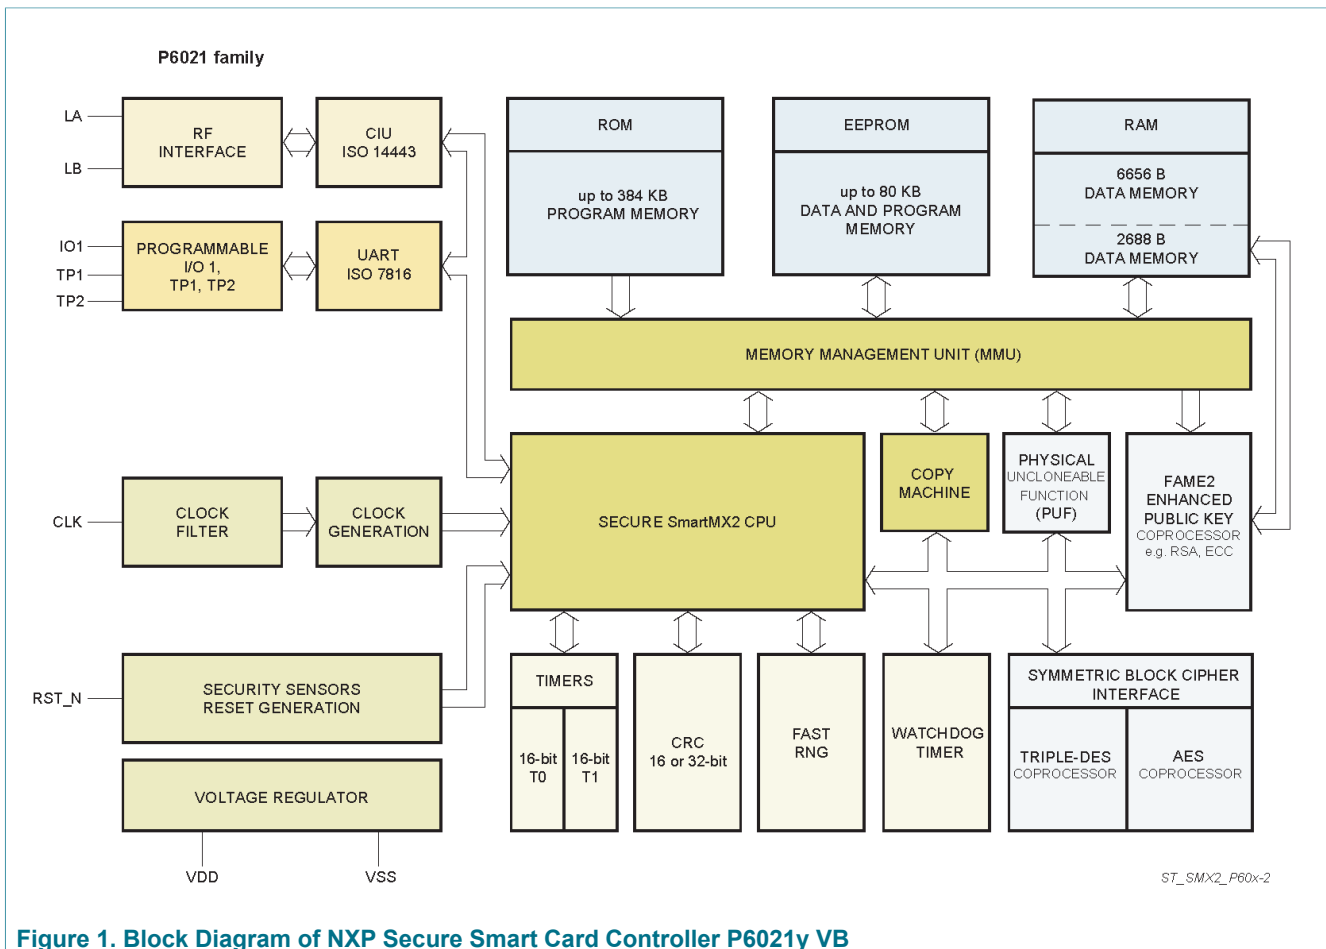 P6021 family
LA
LB
RF
INTERFACE
CIU
ISO 14443
ROM
up to 384 KB
PROGRAM MEMORY
EEPROM
up to 80 KB
DATA AND PROGRAM
MEMORY
RAM
6656 B
DATA MEMORY
2688 B
DATA MEMORY
IO1
TP1
TP2
PROGRAMMABLE
I/O 1,
TP1, TP2
UART
ISO 7816
MEMORY MANAGEMENT UNIT (MMU)
CLK
CLOCK
FILTER
CLOCK
GENERATION
SECURE SmartMX2 CPU
COPY
MACHINE
PHYSICAL
UNCLONEABLE
FUNCTION
(PUF)
FAME2
ENHANCED
PUBLIC KEY
COPROCESSOR
e.g. RSA, ECC
RST_N
SECURITY SENSORS
RESET GENERATION
TIMERS
16-bit
T0
16-bit
T1
CRC
16 or 32-bit
FAST
RNG
WATCHDOG
TIMER
SYMMETRIC BLOCK CIPHER
INTERFACE
TRIPLE-DES
COPROCESSOR
AES
COPROCESSOR
VOLTAGE REGULATOR
VDD
VSS
ST_SMX2_P60x-2
Figure 1. Block Diagram of NXP Secure Smart Card Controller P6021y VB